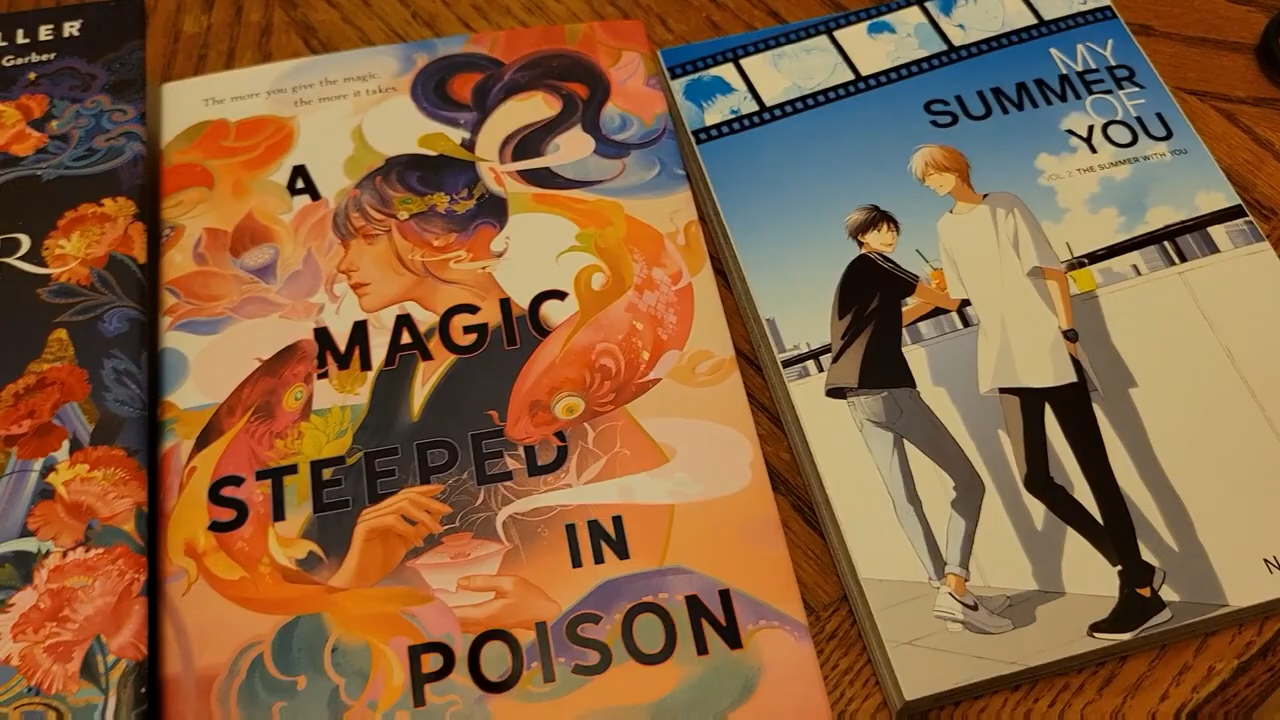 LLER
Garber
R
The more you give the magic,
the more it takes.
A
MAGIC
STEEPED
IN
POISON
MY
SUMMER
OF
YOU
VOL. 2: THE SUMMER WITH YOU
N